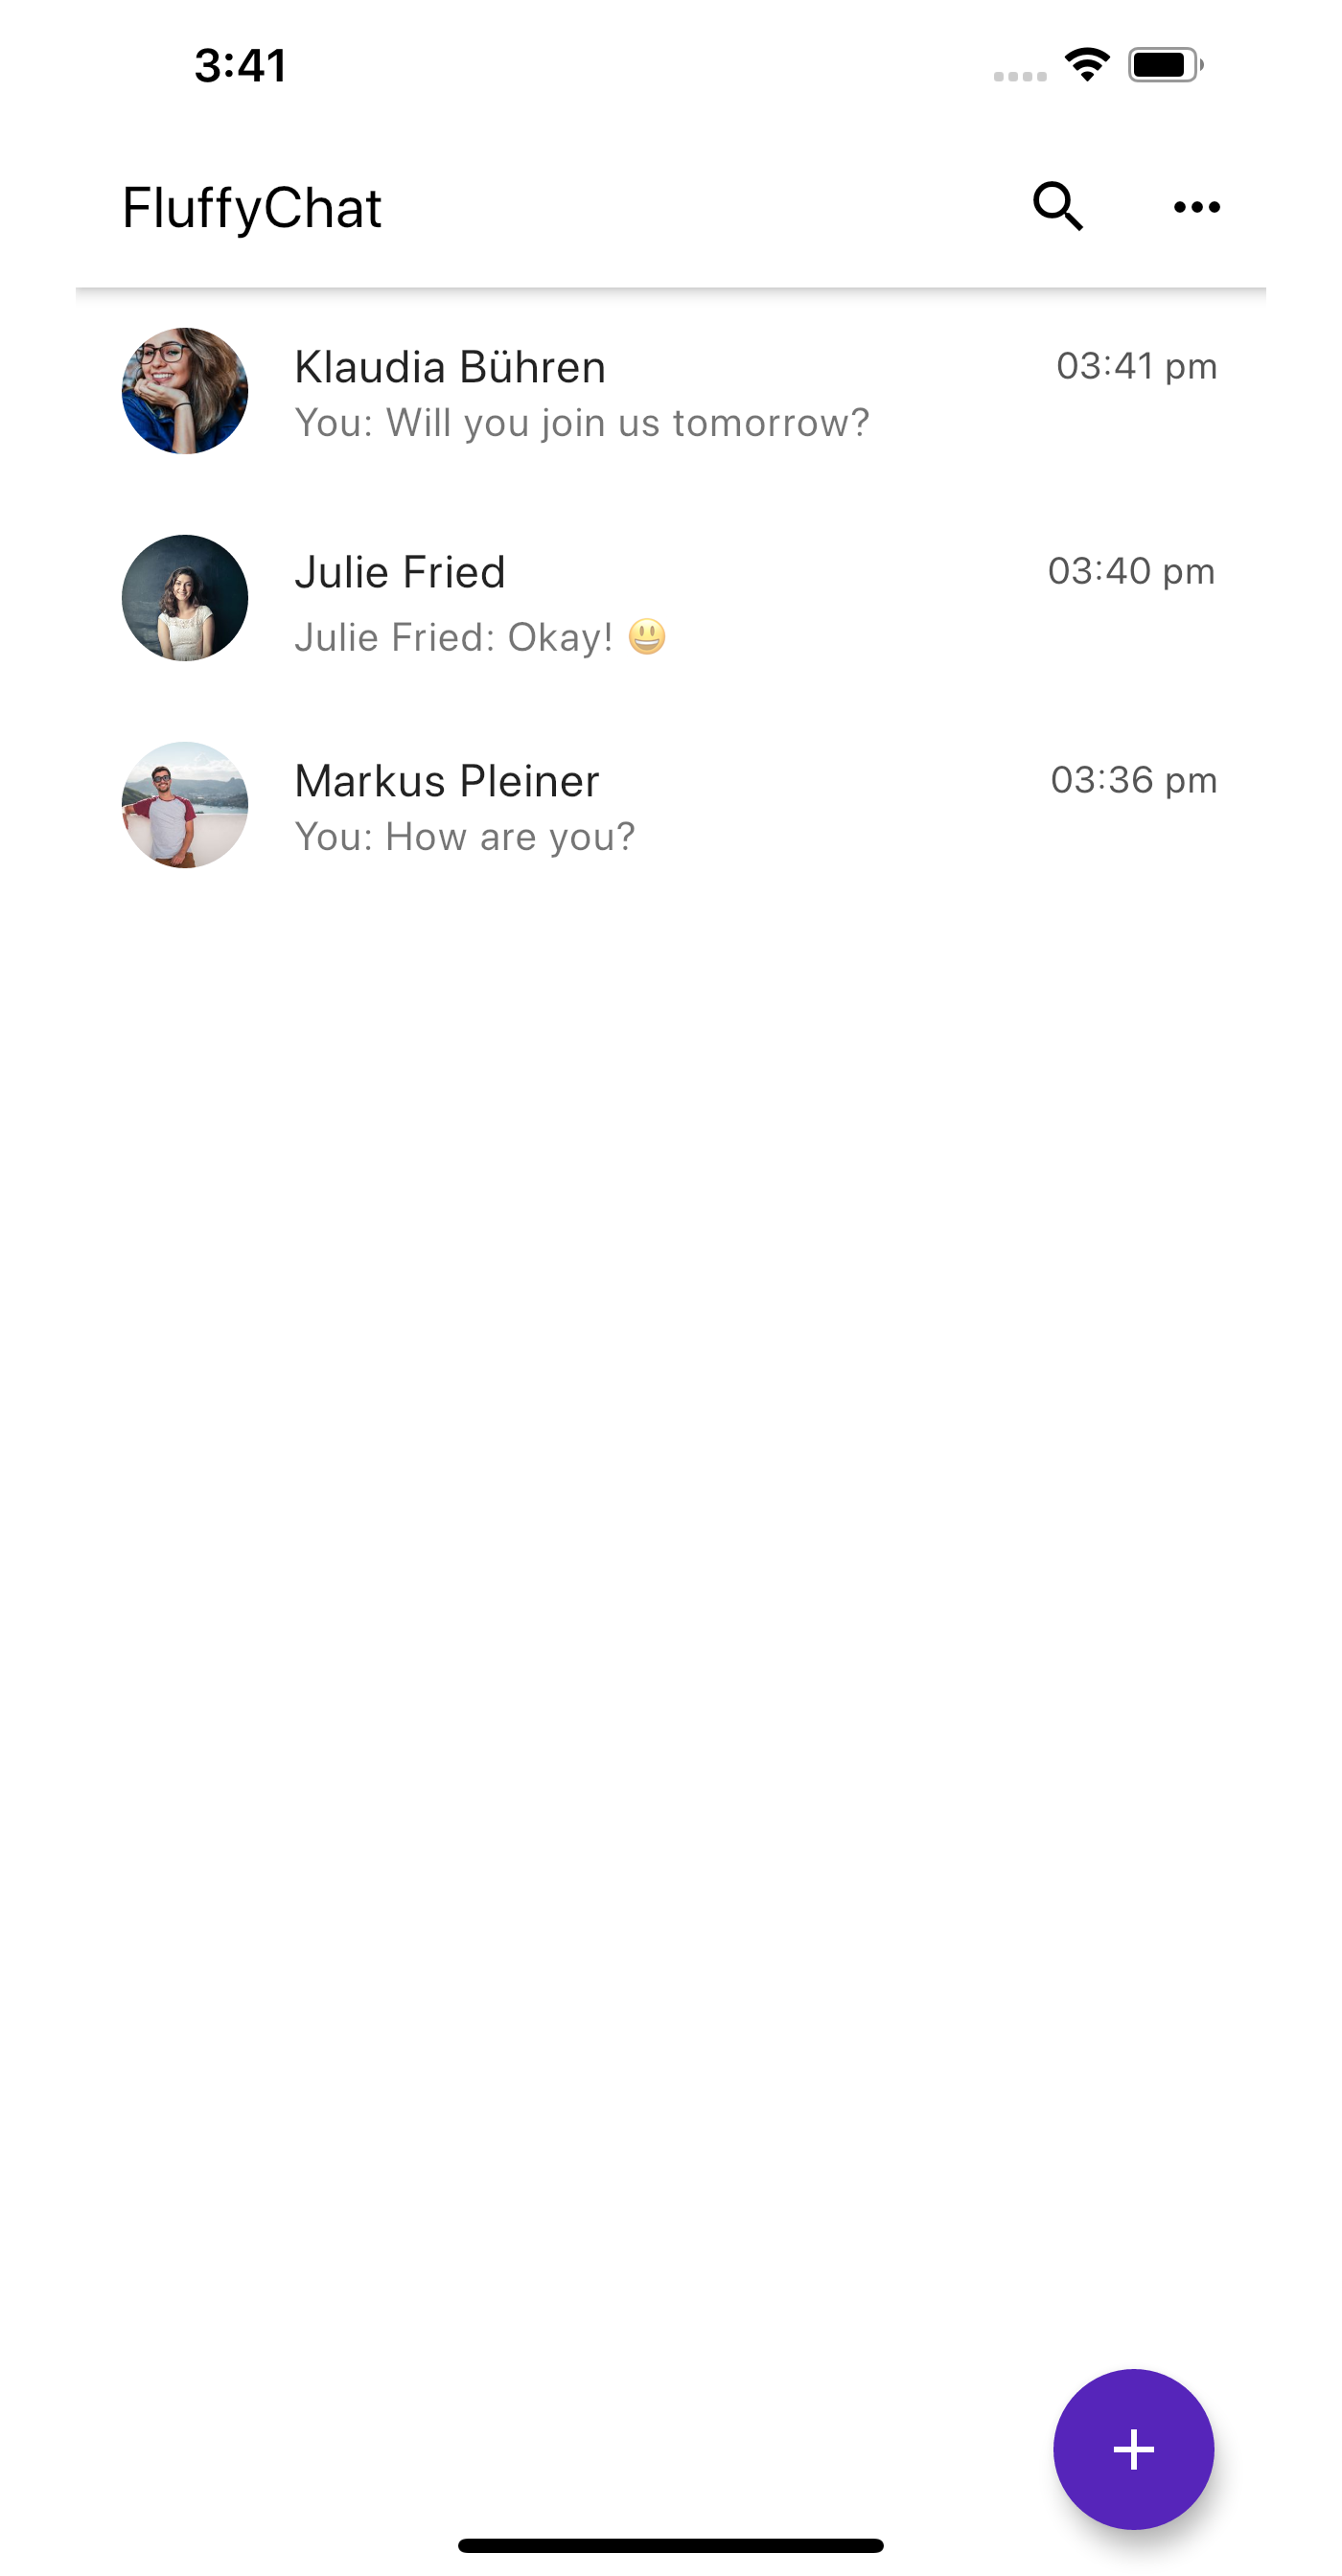 3:41
FluffyChat
Klaudia Bühren
03:41 pm
You: Will you join us tomorrow?
Julie Fried
03:40 pm
Julie Fried: Okay! 😃
Markus Pleiner
03:36 pm
You: How are you?